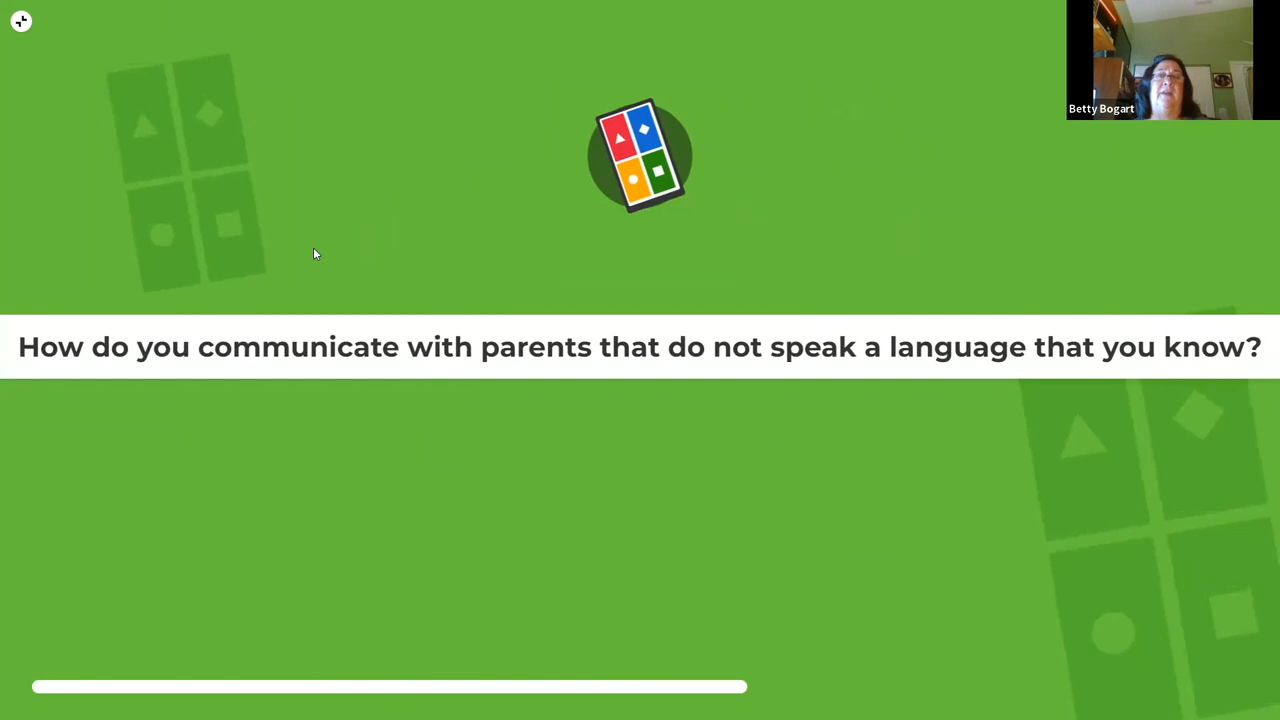 Betty Bogart
How do you communicate with parents that do not speak a language that you know?